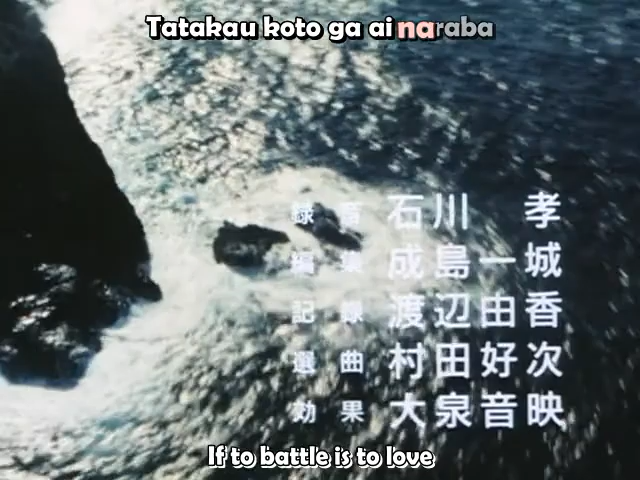 Tatakau koto ga ai naraba
録音 石川 孝
編集 成島一城
記録 渡辺由香
選曲 村田好次
効果 大泉音映
If to battle is to love